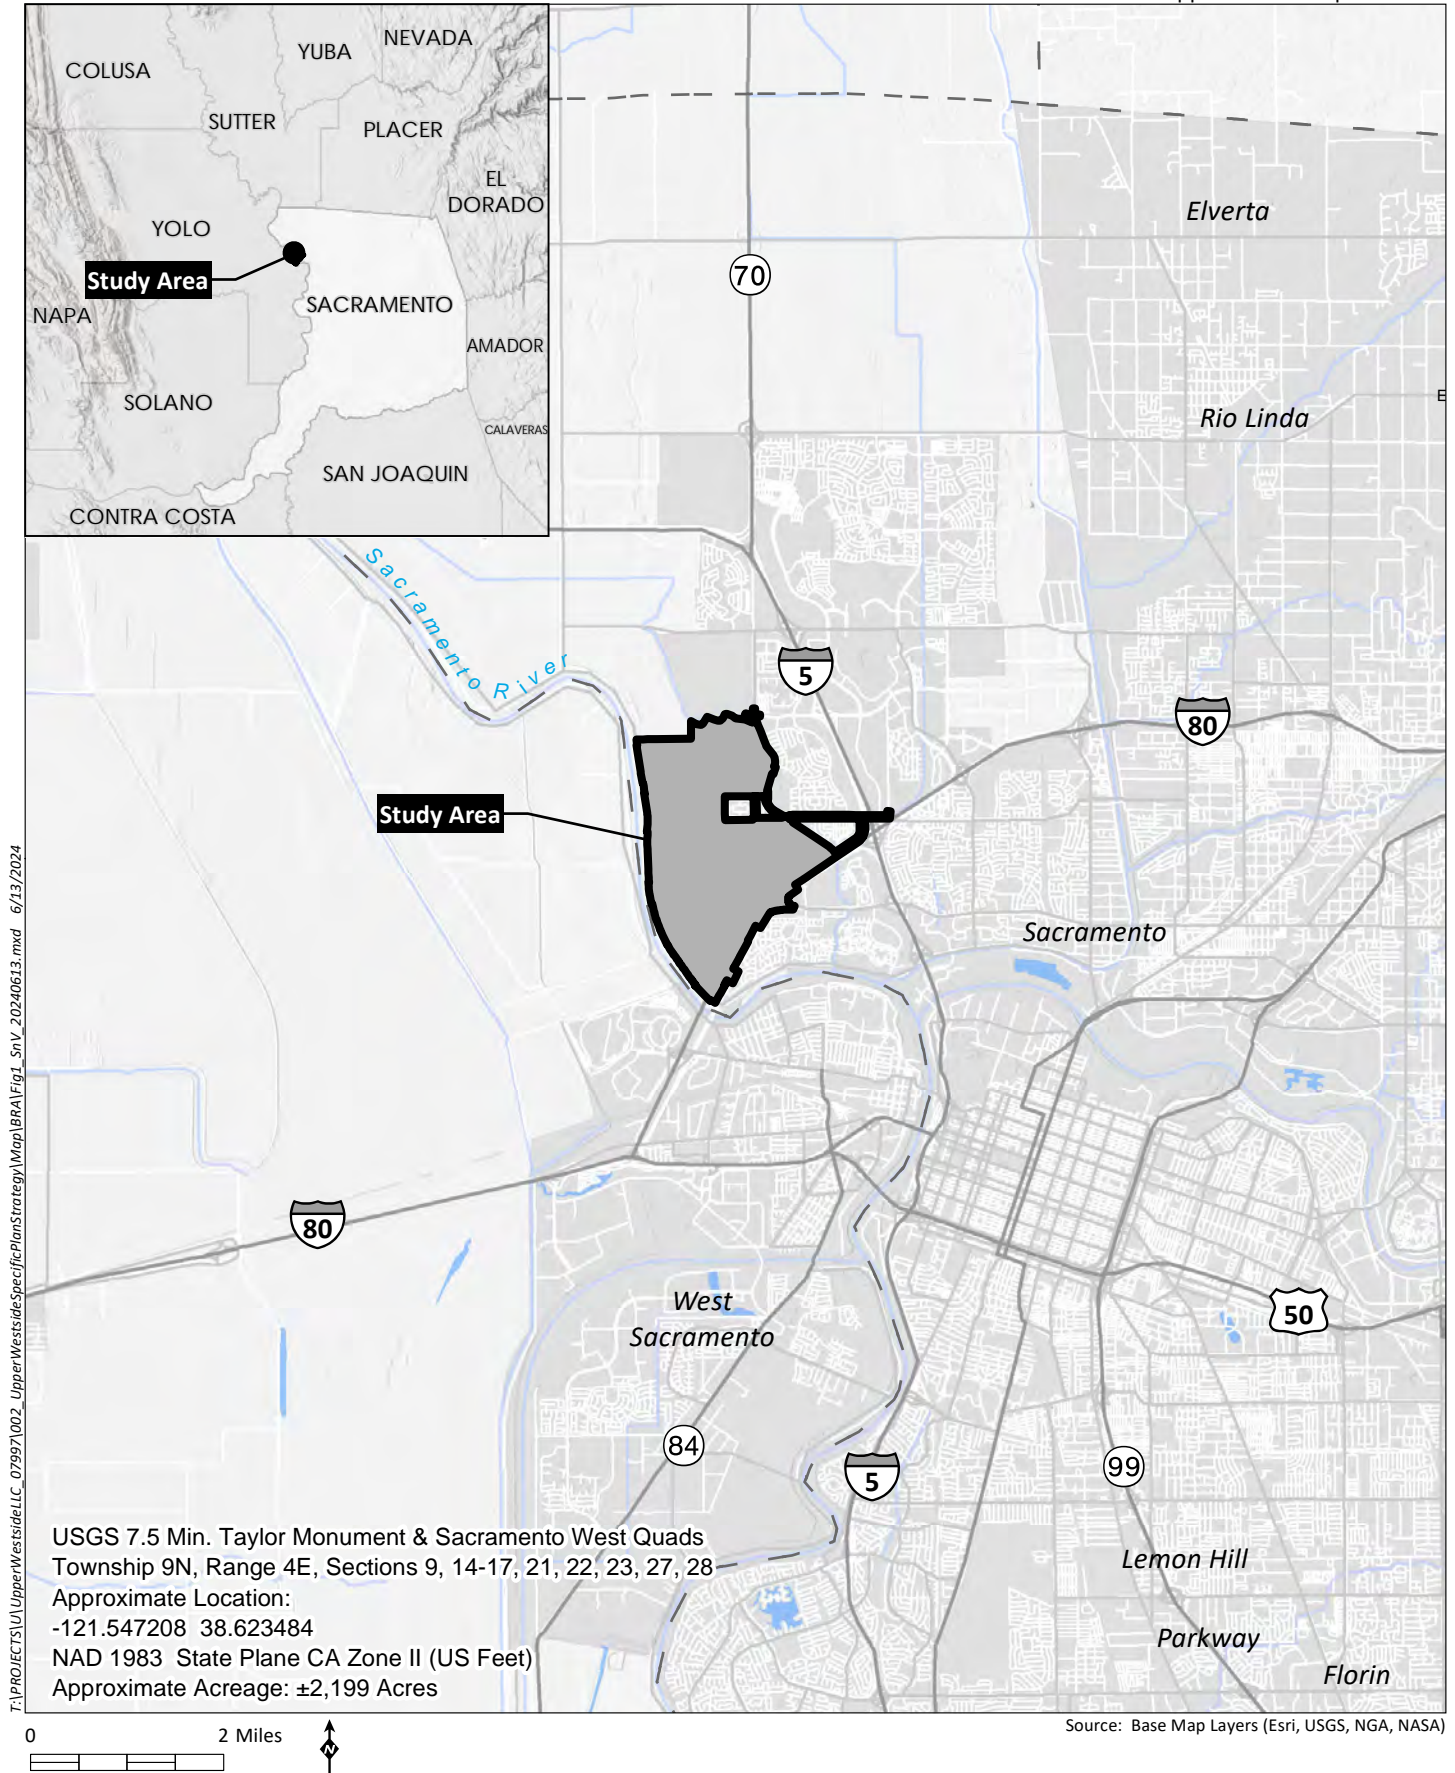 COLUSA
YUBA
NEVADA
SUTTER
PLACER
EL
DORADO
YOLO
Study Area
NAPA
SACRAMENTO
AMADOR
SOLANO
CALAVERAS
SAN JOAQUIN
CONTRA COSTA
Elverta
70
Rio Linda
Sacramento River
5
80
Study Area
Sacramento
80
West
Sacramento
50
84
5
99
Lemon Hill
Parkway
Florin
USGS 7.5 Min. Taylor Monument & Sacramento West Quads
Township 9N, Range 4E, Sections 9, 14-17, 21, 22, 23, 27, 28
Approximate Location:
-121.547208 38.623484
NAD 1983 State Plane CA Zone II (US Feet)
Approximate Acreage: ±2,199 Acres
T:\PROJECTS\U\UpperWestsideLLC_07997\002_UpperWestsideSpecificPlanStrategy\Map\BRA\Fig1_SnV_20240613.mxd 6/13/2024
0 2 Miles
N
Source: Base Map Layers (Esri, USGS, NGA, NASA)